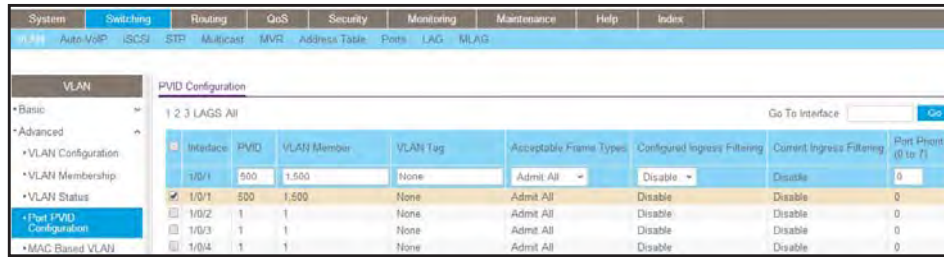 System Switching Routing QoS Security Monitoring Maintenance Help Index
VLAN Auto-VoIP iSCSI STP Multicast MVR Address Table Ports LAG MLAG
VLAN
Basic
Advanced
VLAN Configuration
VLAN Membership
VLAN Status
Port PVID
Configuration
MAC Based VLAN
PVID Configuration
1 2 3 LAGS All Go To Interface Go
Interface PVID VLAN Member VLAN Tag Acceptable Frame Types Configured Ingress Filtering Current Ingress Filtering Port Priorit
(0 to 7)
1/0/1 500 1,500 None Admit All Disable Disable 0
1/0/1 500 1,500 None Admit All Disable Disable 0
1/0/2 1 1 None Admit All Disable Disable 0
1/0/3 1 1 None Admit All Disable Disable 0
1/0/4 1 1 None Admit All Disable Disable 0